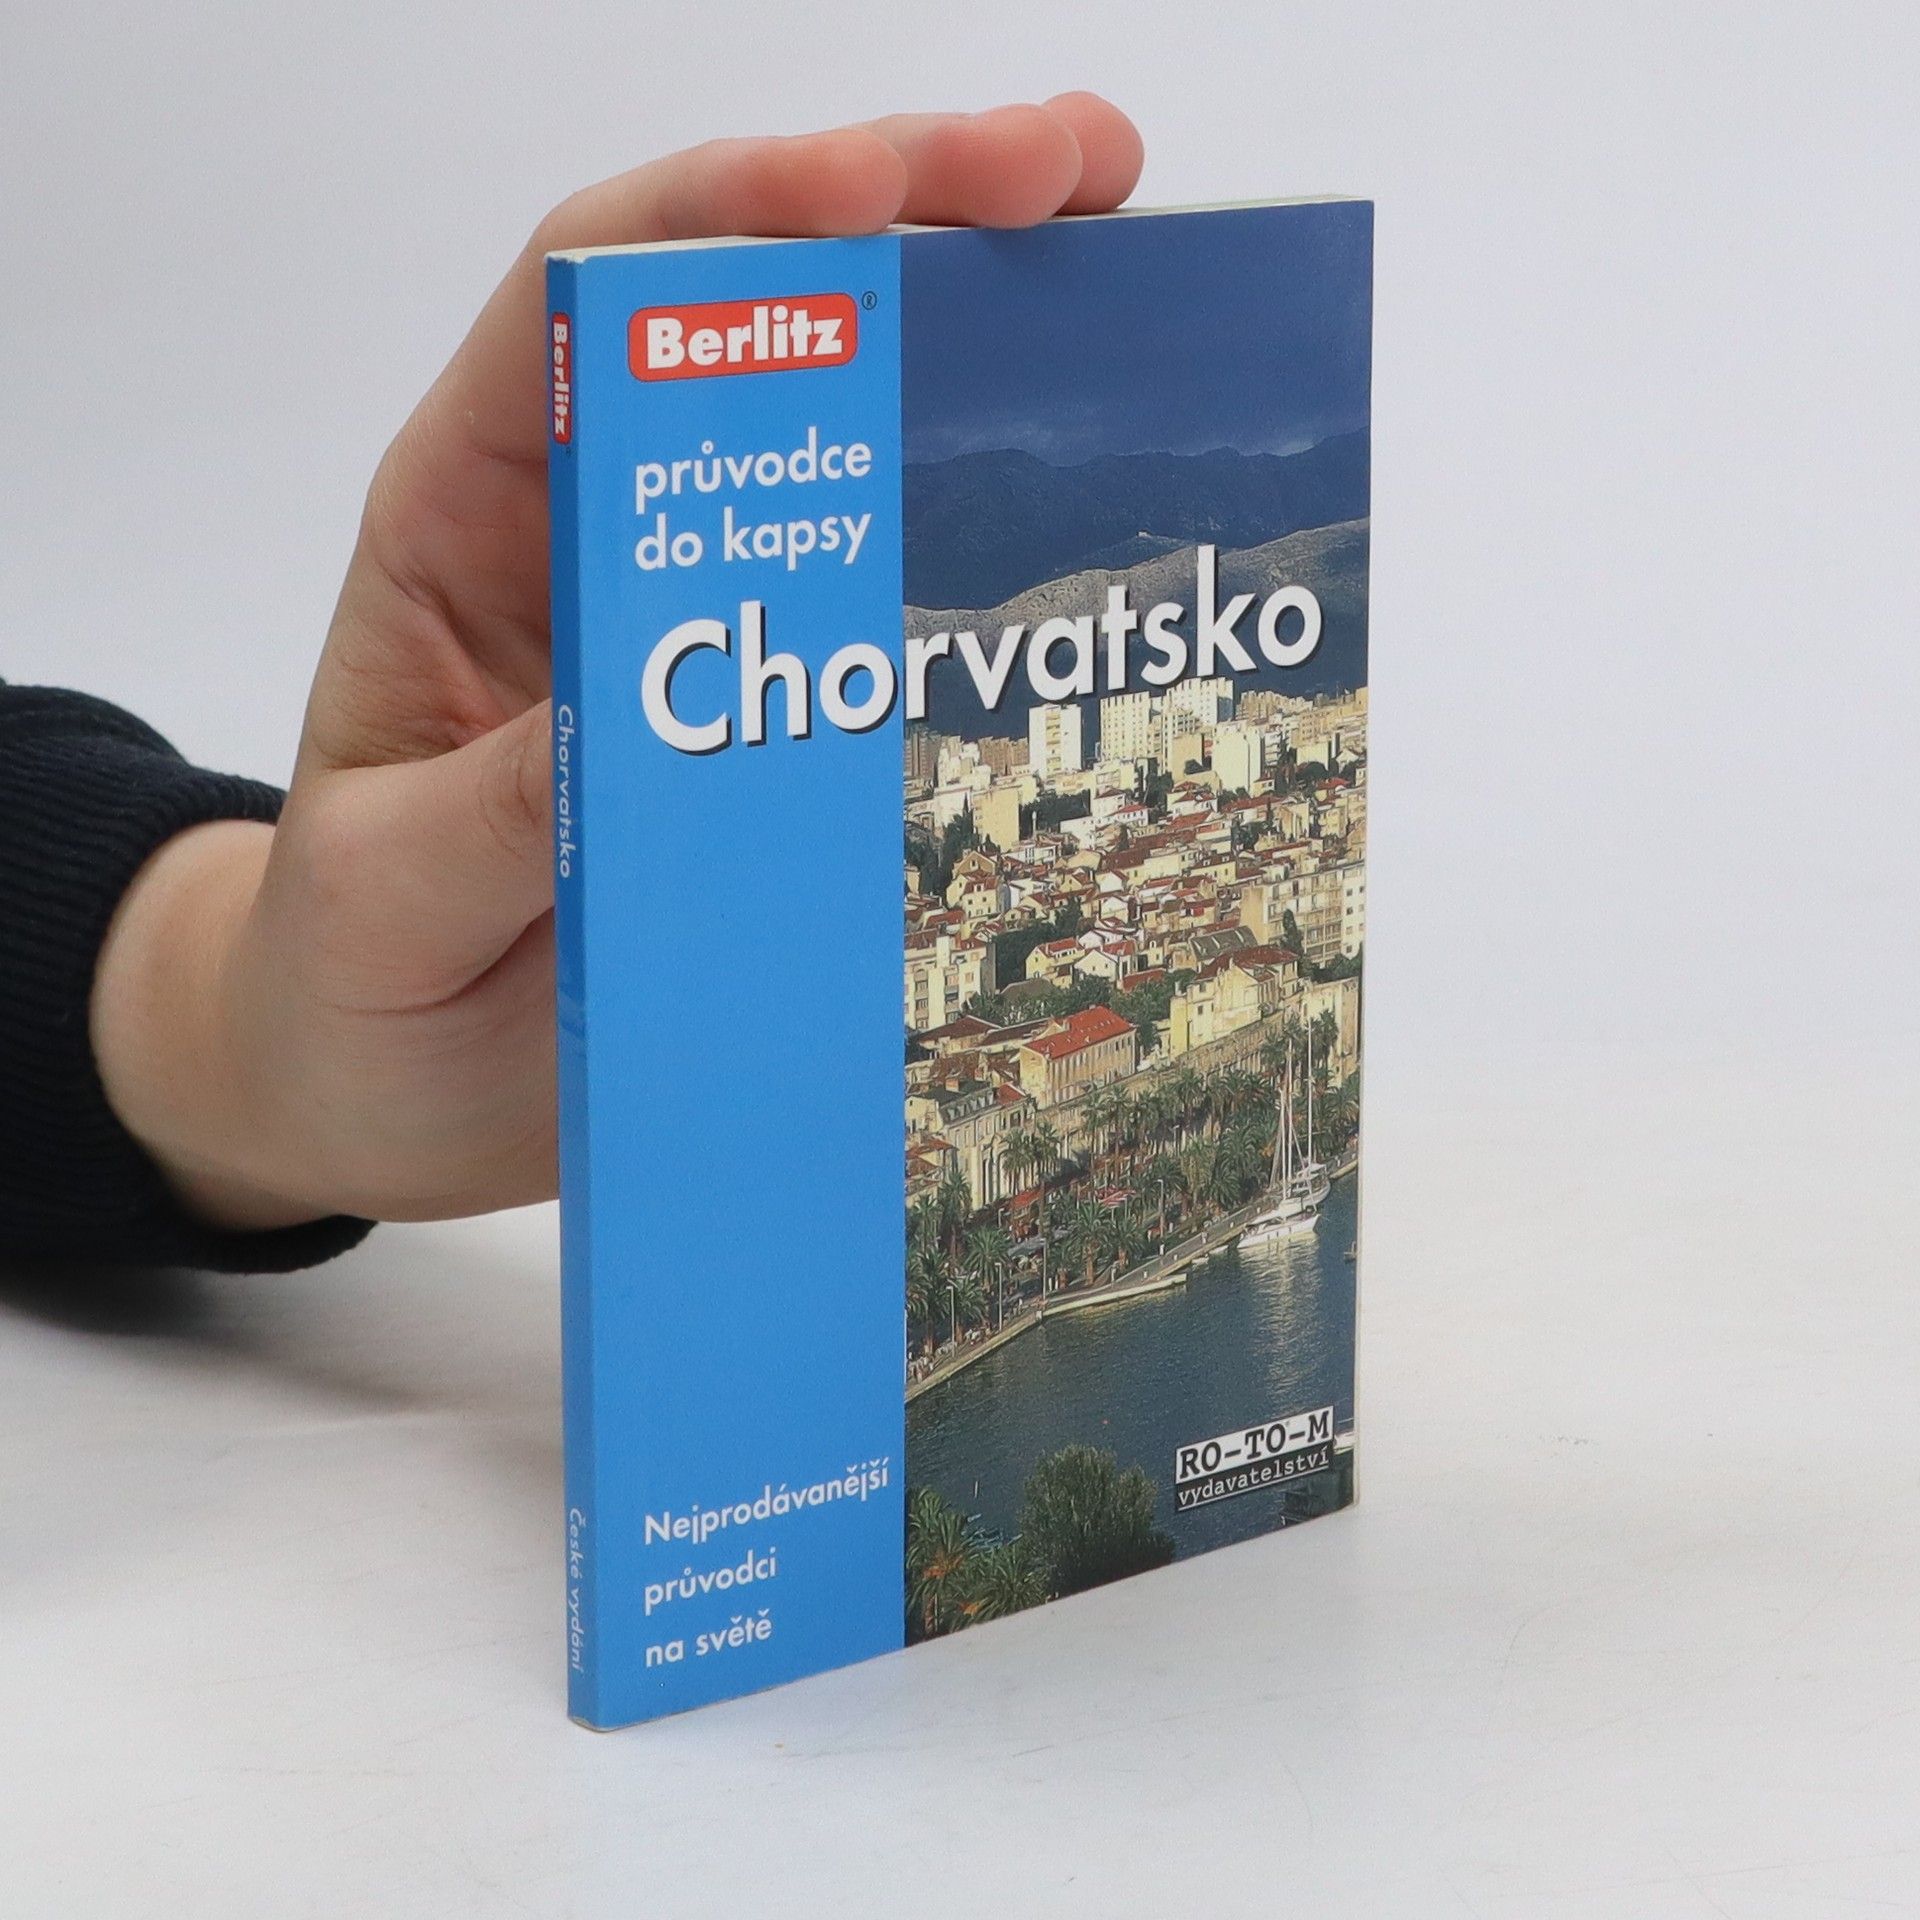 Berlitz®
průvodce
do kapsy
Chorvatsko
Nejprodávanější
průvodci
na světě
RO-TO-M
vydavatelství
Berlitz®
Chorvatsko
České vydání